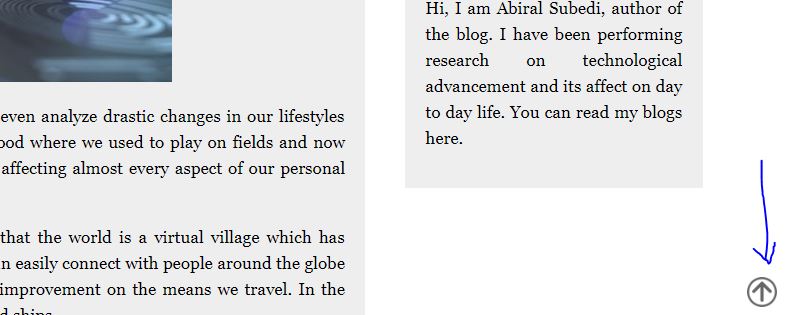 even analyze drastic changes in our lifestyles
where we used to play on fields and now
affecting almost every aspect of our personal
that the world is a virtual village which has
easily connect with people around the globe
improvement on the means we travel. In the
Hi, I am Abiral Subedi, author of
the blog. I have been performing
research on technological
advancement and its affect on day
to day life. You can read my blogs
here.